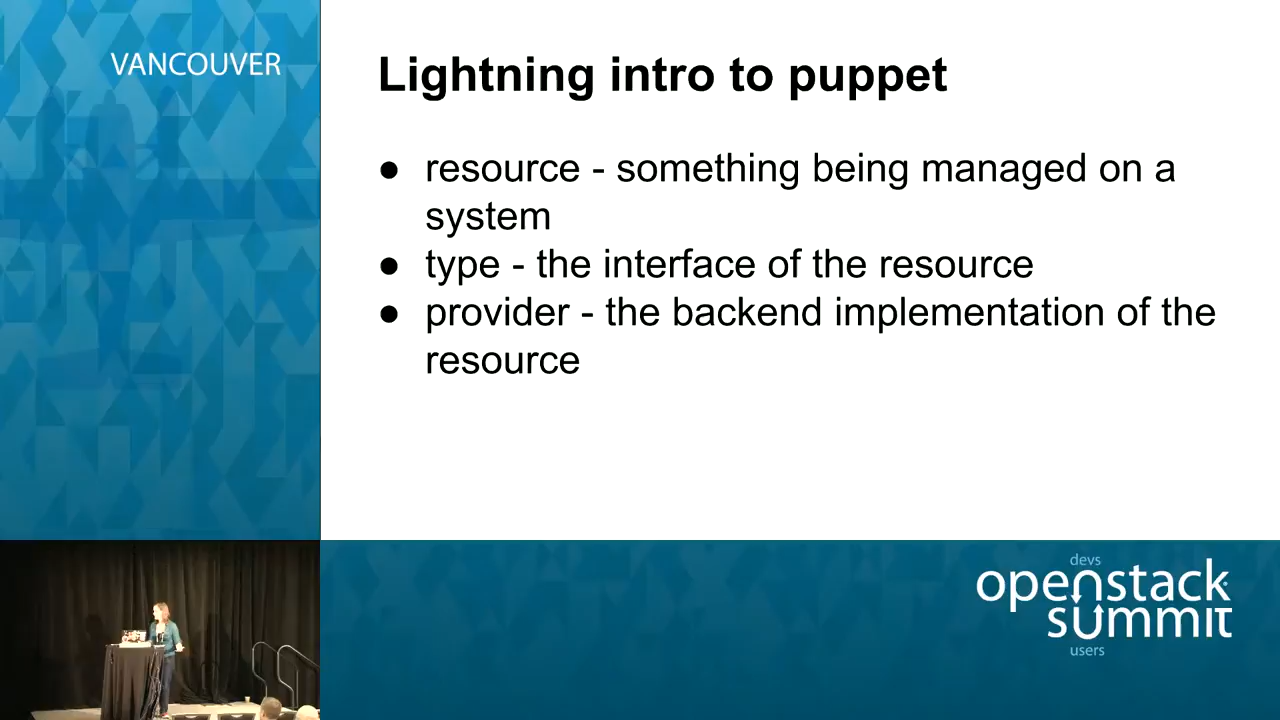 VANCOUVER
Lightning intro to puppet
● resource - something being managed on a
system
● type - the interface of the resource
● provider - the backend implementation of the
resource
devs
openstack
summit
users